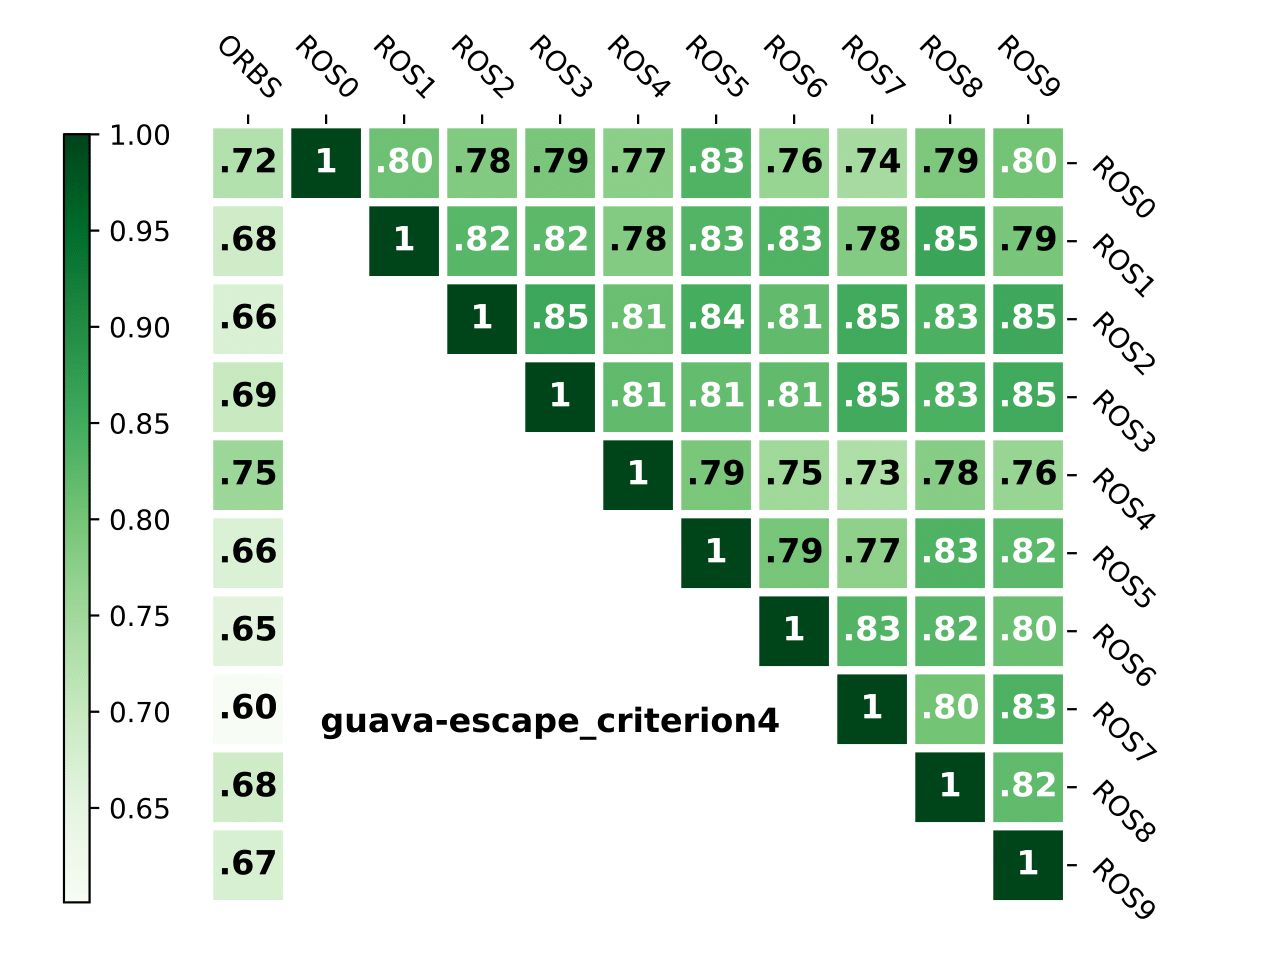 ORBS ROS0 ROS1 ROS2 ROS3 ROS4 ROS5 ROS6 ROS7 ROS8 ROS9
1.00
0.95
0.90
0.85
0.80
0.75
0.70
0.65
.72 1 .80 .78 .79 .77 .83 .76 .74 .79 .80 ROS0
.68 1 .82 .82 .78 .83 .83 .78 .85 .79 ROS1
.66 1 .85 .81 .84 .81 .85 .83 .85 ROS2
.69 1 .81 .81 .81 .85 .83 .85 ROS3
.75 1 .79 .75 .73 .78 .76 ROS4
.66 1 .79 .77 .83 .82 ROS5
.65 1 .83 .82 .80 ROS6
.60 guava-escape_criterion4 1 .80 .83 ROS7
.68 1 .82 ROS8
.67 1 ROS9